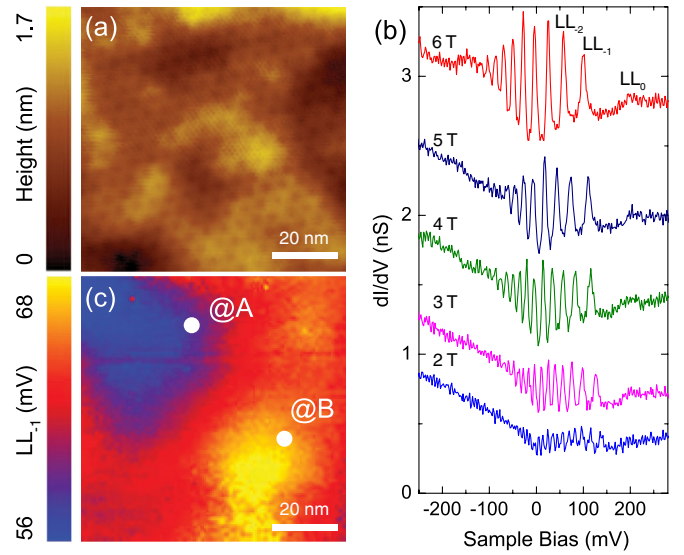 (a)
1.7
Height (nm)
0
20 nm
(c)
68
LL-1 (mV)
56
@A
@B
20 nm
(b)
6 T
LL-2
LL-1
LL0
5 T
4 T
3 T
2 T
dI/dV (nS)
3
2
1
0
-200 -100 0 100 200
Sample Bias (mV)